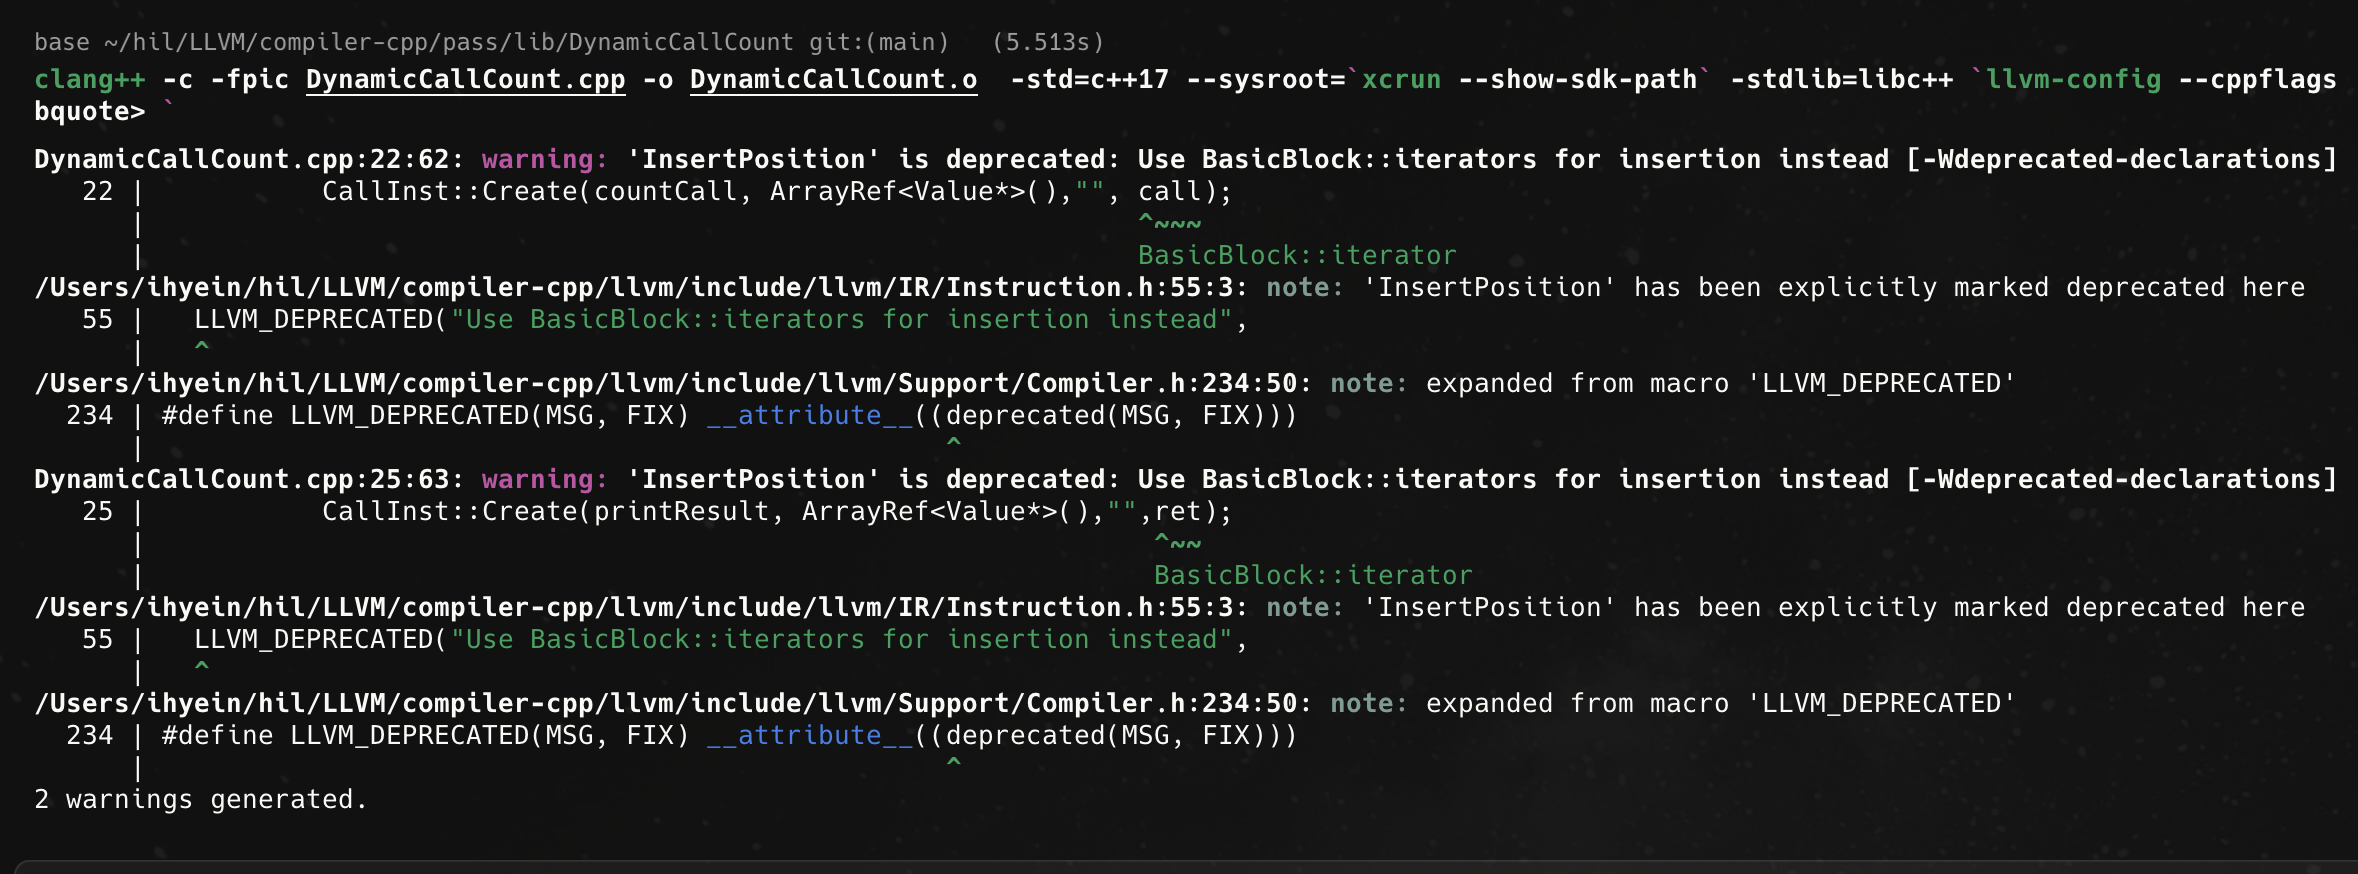 base ~/hil/LLVM/compiler-cpp/pass/lib/DynamicCallCount git:(main)   (5.513s)
clang++ -c -fpic DynamicCallCount.cpp -o DynamicCallCount.o  -std=c++17 --sysroot=`xcrun --show-sdk-path` -stdlib=libc++ `llvm-config --cppflags
bquote> `
DynamicCallCount.cpp:22:62: warning: 'InsertPosition' is deprecated: Use BasicBlock::iterators for insertion instead [-Wdeprecated-declarations]
   22 |           CallInst::Create(countCall, ArrayRef<Value*>(),"", call);
      |                                                              ^~~~
      |                                                              BasicBlock::iterator
/Users/ihyein/hil/LLVM/compiler-cpp/llvm/include/llvm/IR/Instruction.h:55:3: note: 'InsertPosition' has been explicitly marked deprecated here
   55 |   LLVM_DEPRECATED("Use BasicBlock::iterators for insertion instead",
      |   ^
/Users/ihyein/hil/LLVM/compiler-cpp/llvm/include/llvm/Support/Compiler.h:234:50: note: expanded from macro 'LLVM_DEPRECATED'
  234 | #define LLVM_DEPRECATED(MSG, FIX) __attribute__((deprecated(MSG, FIX)))
      |                                                  ^
DynamicCallCount.cpp:25:63: warning: 'InsertPosition' is deprecated: Use BasicBlock::iterators for insertion instead [-Wdeprecated-declarations]
   25 |           CallInst::Create(printResult, ArrayRef<Value*>(),"",ret);
      |                                                               ^~~
      |                                                               BasicBlock::iterator
/Users/ihyein/hil/LLVM/compiler-cpp/llvm/include/llvm/IR/Instruction.h:55:3: note: 'InsertPosition' has been explicitly marked deprecated here
   55 |   LLVM_DEPRECATED("Use BasicBlock::iterators for insertion instead",
      |   ^
/Users/ihyein/hil/LLVM/compiler-cpp/llvm/include/llvm/Support/Compiler.h:234:50: note: expanded from macro 'LLVM_DEPRECATED'
  234 | #define LLVM_DEPRECATED(MSG, FIX) __attribute__((deprecated(MSG, FIX)))
      |                                                  ^
2 warnings generated.